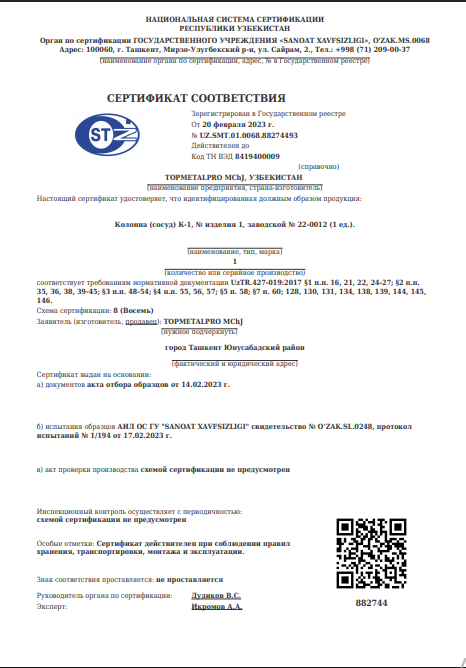 НАЦИОНАЛЬНАЯ СИСТЕМА СЕРТИФИКАЦИИ
РЕСПУБЛИКИ УЗБЕКИСТАН
Орган по сертификации ГОСУДАРСТВЕННОГО УЧРЕЖДЕНИЯ «SANOAT XAVFSIZLIGI», O'ZAK.MS.0068
Адрес: 100060, г. Ташкент, Мирзо-Улугбекский р-н, ул. Сайрам, 2., Тел.: +998 (71) 209-00-37
(наименование органа по сертификации, адрес, № в Государственном реестре)
СЕРТИФИКАТ СООТВЕТСТВИЯ
ST
Зарегистрирован в Государственном реестре
От 20 февраля 2023 г.
№ UZ.SMT.01.0068.88274493
Действителен до
Код ТН ВЭД 8419400009
(справочно)
TOPMETALPRO MChJ, УЗБЕКИСТАН
(наименование предприятия, страна-изготовитель)
Настоящий сертификат удостоверяет, что идентифицированная должным образом продукция:
Колонна (сосуд) К-1, № изделия 1, заводской № 22-0012 (1 ед.).
(наименование, тип, марка)
1
(количество или серийное производство)
соответствует требованиям нормативной документации UzTR.427-019:2017 §1 п.п. 16, 21, 22, 24-27; §2 п.п.
35, 36, 38, 39-45; §3 п.п. 48-54; §4 п.п. 55, 56, 57; §5 п. 58; §7 п. 60; 128, 130, 131, 134, 138, 139, 144, 145,
146.
Схема сертификации: 8 (Восемь)
Заявитель (изготовитель, продавец): TOPMETALPRO MChJ
(нужное подчеркнуть)
город Ташкент Юнусабадский район
(фактический и юридический адрес)
Сертификат выдан на основании:
а) документов акта отбора образцов от 14.02.2023 г.
б) испытания образцов АИЛ ОС ГУ "SANOAT XAVFSIZLIGI" свидетельство № O'ZAK.SL.0248, протокол
испытаний № 1/194 от 17.02.2023 г.
в) акт проверки производства схемой сертификации не предусмотрен
Инспекционный контроль осуществляет с периодичностью:
схемой сертификации не предусмотрен
Особые отметки: Сертификат действителен при соблюдении правил
хранения, транспортировки, монтажа и эксплуатации.
Знак соответствия проставляется: не проставляется
Руководитель органа по сертификации: Дудиков В.С.
Эксперт: Икромов А.А.
882744